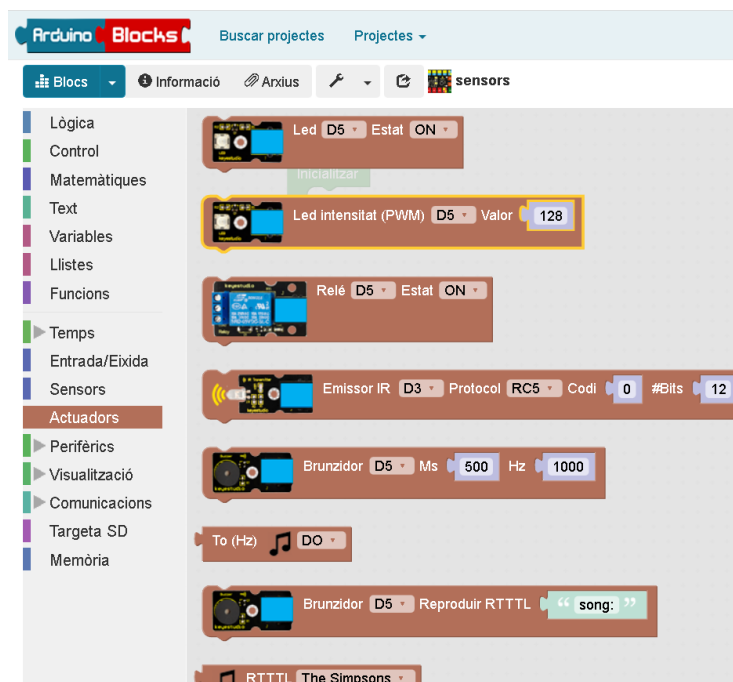 Arduino Blocks Buscar projectes Projectes
Blocs Informació Arxius sensors
Lògica
Control
Matemàtiques
Text
Variables
Llistes
Funcions
Temps
Entrada/Eixida
Sensors
Actuadors
Perifèrics
Visualització
Comunicacions
Targeta SD
Memòria
Led D5 Estat ON
Inicialitzar
Led intensitat (PWM) D5 Valor 128
Relé D5 Estat ON
Emissor IR D3 Protocol RC5 Codi 0 #Bits 12
Brunzidor D5 Ms 500 Hz 1000
To (Hz) DO
Brunzidor D5 Reproduir RTTTL “ song: ”
RTTTL The Simpsons